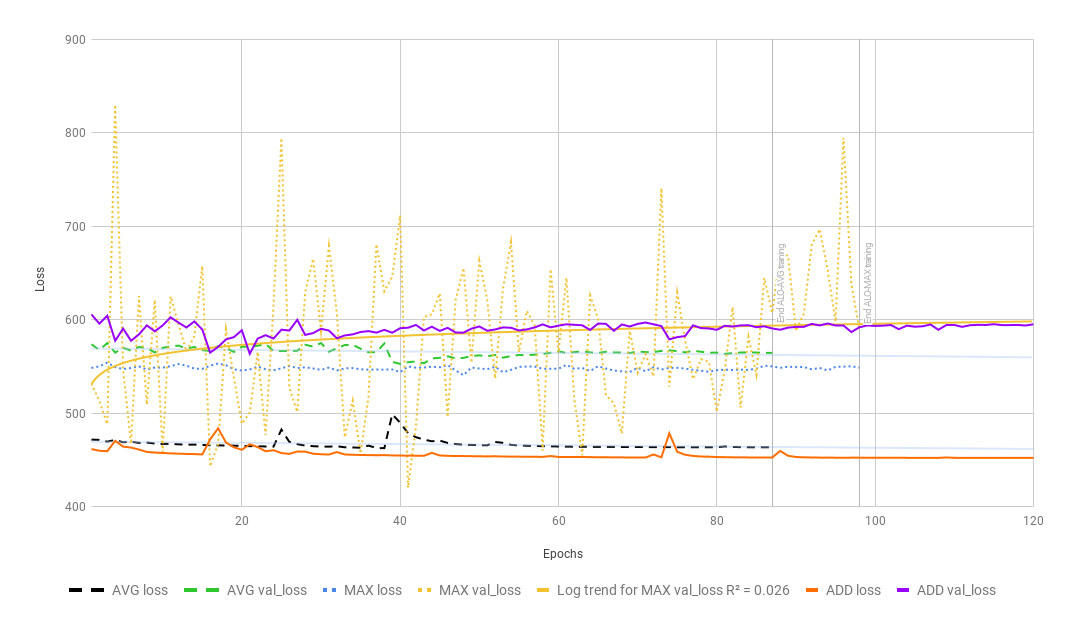 900
800
700
600
500
400
Loss
End ALO-AVG training
End ALO-MAX training
20
40
60
80
100
120
Epochs
AVG loss
AVG val_loss
MAX loss
MAX val_loss
Log trend for MAX val_loss R² = 0.026
ADD loss
ADD val_loss